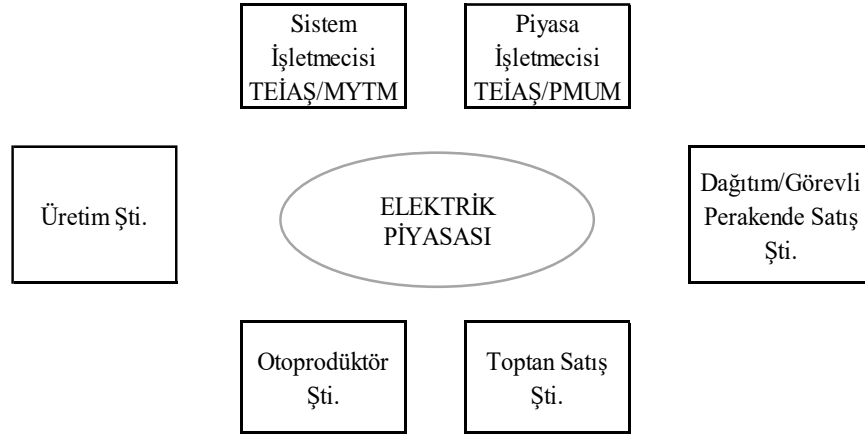 Sistem
İşletmecisi
TEİAŞ/MYTM
Piyasa
İşletmecisi
TEİAŞ/PMUM
Üretim Şti.
ELEKTRİK
PİYASASI
Dağıtım/Görevli
Perakende Satış
Şti.
Otoprodüktör
Şti.
Toptan Satış
Şti.